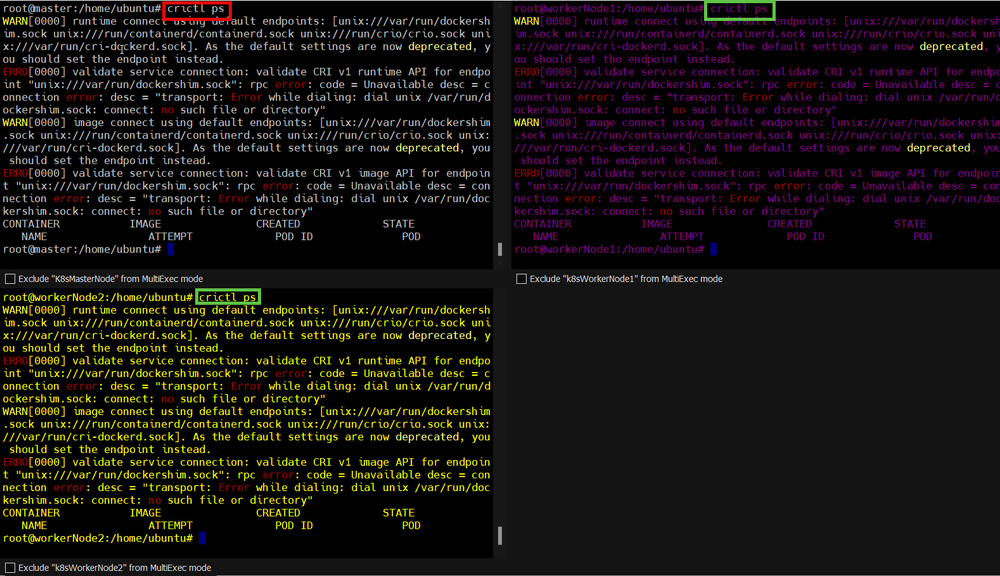 root@master:/home/ubuntu# crictl ps
WARN[0000] runtime connect using default endpoints: [unix:///var/run/dockersh
im.sock unix:///run/containerd/containerd.sock unix:///run/crio/crio.sock uni
x:///var/run/cri-dockerd.sock]. As the default settings are now deprecated, y
ou should set the endpoint instead.
ERRO[0000] validate service connection: validate CRI v1 runtime API for endpo
int "unix:///var/run/dockershim.sock": rpc error: code = Unavailable desc = c
onnection error: desc = "transport: Error while dialing: dial unix /var/run/d
ockershim.sock: connect: no such file or directory"
WARN[0000] image connect using default endpoints: [unix:///var/run/dockershim
.sock unix:///run/containerd/containerd.sock unix:///run/crio/crio.sock unix:
///var/run/cri-dockerd.sock]. As the default settings are now deprecated, you
 should set the endpoint instead.
ERRO[0000] validate service connection: validate CRI v1 image API for endpoin
t "unix:///var/run/dockershim.sock": rpc error: code = Unavailable desc = con
nection error: desc = "transport: Error while dialing: dial unix /var/run/doc
kershim.sock: connect: no such file or directory"
CONTAINER IMAGE CREATED STATE
NAME ATTEMPT POD ID POD
root@master:/home/ubuntu#
Exclude "K8sMasterNode" from MultiExec mode
root@workerNode1:/home/ubuntu# crictl ps
WARN[0000] runtime connect using default endpoints: [unix:///var/run/dockersh
im.sock unix:///run/containerd/containerd.sock unix:///run/crio/crio.sock uni
x:///var/run/cri-dockerd.sock]. As the default settings are now deprecated, y
ou should set the endpoint instead.
ERRO[0000] validate service connection: validate CRI v1 runtime API for endpo
int "unix:///var/run/dockershim.sock": rpc error: code = Unavailable desc = c
onnection error: desc = "transport: Error while dialing: dial unix /var/run/d
ockershim.sock: connect: no such file or directory"
WARN[0000] image connect using default endpoints: [unix:///var/run/dockershim
.sock unix:///run/containerd/containerd.sock unix:///run/crio/crio.sock unix:
///var/run/cri-dockerd.sock]. As the default settings are now deprecated, you
 should set the endpoint instead.
ERRO[0000] validate service connection: validate CRI v1 image API for endpoin
t "unix:///var/run/dockershim.sock": rpc error: code = Unavailable desc = con
nection error: desc = "transport: Error while dialing: dial unix /var/run/doc
kershim.sock: connect: no such file or directory"
CONTAINER IMAGE CREATED STATE
NAME ATTEMPT POD ID POD
root@workerNode1:/home/ubuntu#
Exclude "k8sWorkerNode1" from MultiExec mode
root@workerNode2:/home/ubuntu# crictl ps
WARN[0000] runtime connect using default endpoints: [unix:///var/run/dockersh
im.sock unix:///run/containerd/containerd.sock unix:///run/crio/crio.sock uni
x:///var/run/cri-dockerd.sock]. As the default settings are now deprecated, y
ou should set the endpoint instead.
ERRO[0000] validate service connection: validate CRI v1 runtime API for endpo
int "unix:///var/run/dockershim.sock": rpc error: code = Unavailable desc = c
onnection error: desc = "transport: Error while dialing: dial unix /var/run/d
ockershim.sock: connect: no such file or directory"
WARN[0000] image connect using default endpoints: [unix:///var/run/dockershim
.sock unix:///run/containerd/containerd.sock unix:///run/crio/crio.sock unix:
///var/run/cri-dockerd.sock]. As the default settings are now deprecated, you
 should set the endpoint instead.
ERRO[0000] validate service connection: validate CRI v1 image API for endpoin
t "unix:///var/run/dockershim.sock": rpc error: code = Unavailable desc = con
nection error: desc = "transport: Error while dialing: dial unix /var/run/doc
kershim.sock: connect: no such file or directory"
CONTAINER IMAGE CREATED STATE
NAME ATTEMPT POD ID POD
root@workerNode2:/home/ubuntu#
Exclude "k8sWorkerNode2" from MultiExec mode